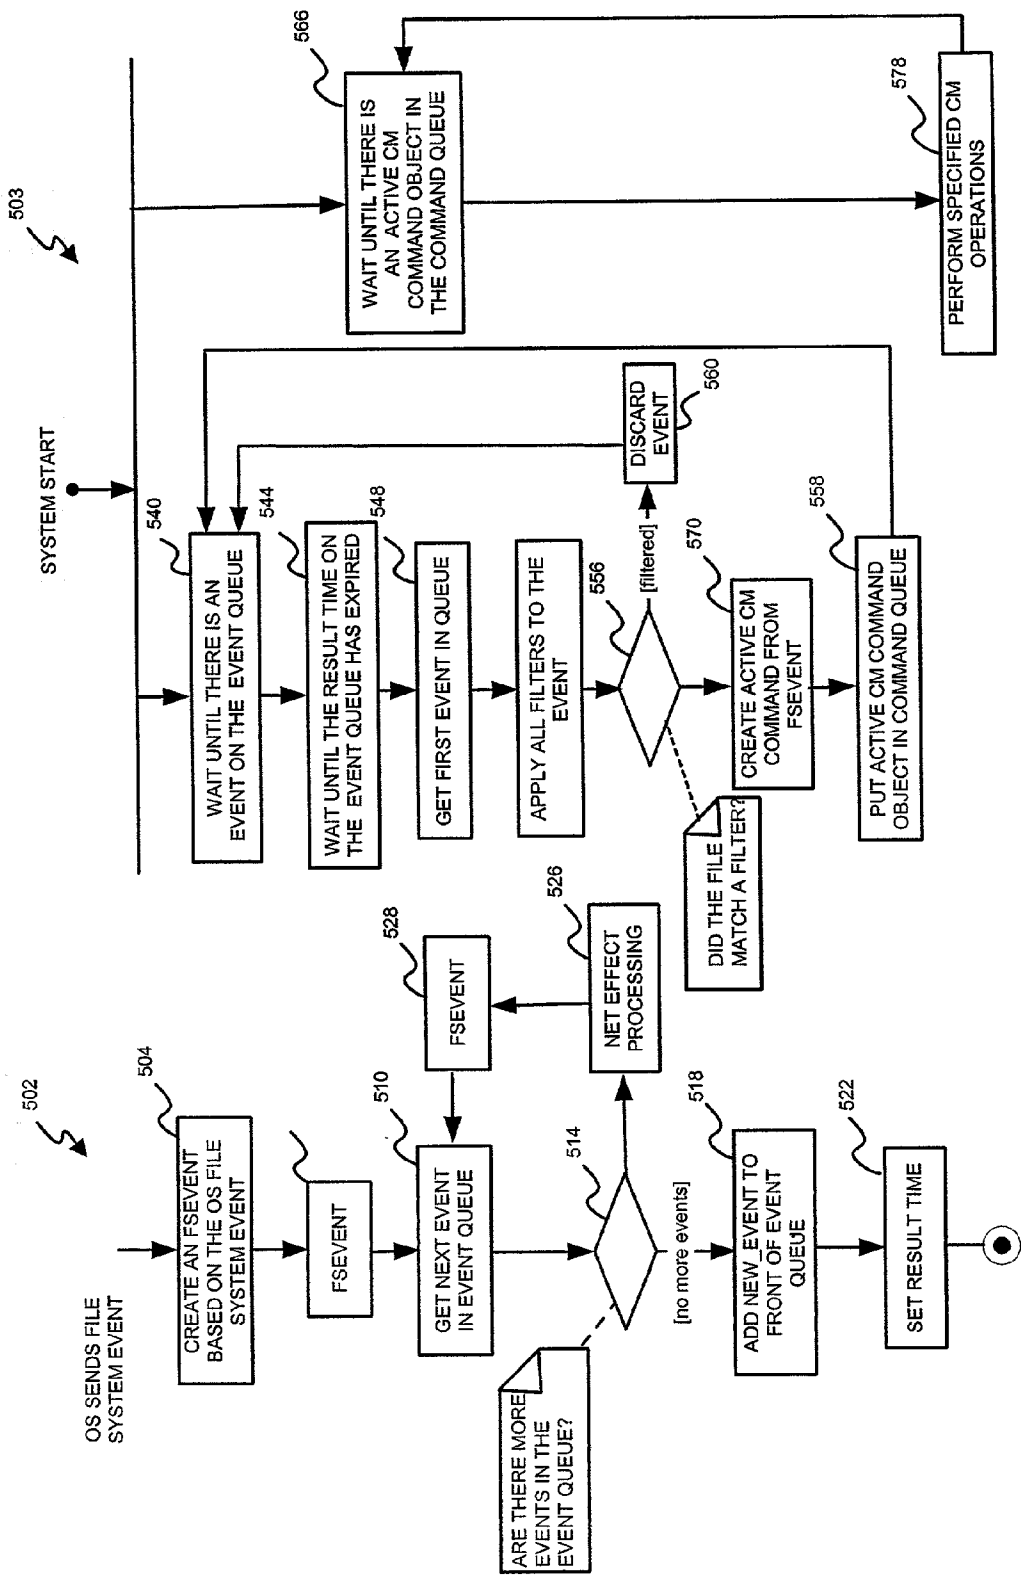 OS SENDS FILE
SYSTEM EVENT
502
CREATE AN FSEVENT
BASED ON THE OS FILE
SYSTEM EVENT
504
FSEVENT
GET NEXT EVENT
IN EVENT QUEUE
510
FSEVENT
528
NET EFFECT
PROCESSING
526
514
ARE THERE MORE
EVENTS IN THE
EVENT QUEUE?
[no more events]
ADD NEW_EVENT TO
FRONT OF EVENT
QUEUE
518
SET RESULT TIME
522
SYSTEM START
503
WAIT UNTIL THERE IS AN
EVENT ON THE EVENT QUEUE
540
WAIT UNTIL THE RESULT TIME ON
THE EVENT QUEUE HAS EXPIRED
544
GET FIRST EVENT IN QUEUE
548
APPLY ALL FILTERS TO THE
EVENT
556
[filtered]
DISCARD
EVENT
560
DID THE FILE
MATCH A FILTER?
CREATE ACTIVE CM
COMMAND FROM
FSEVENT
570
PUT ACTIVE CM COMMAND
OBJECT IN COMMAND QUEUE
558
WAIT UNTIL THERE IS
AN ACTIVE CM
COMMAND OBJECT IN
THE COMMAND QUEUE
566
PERFORM SPECIFIED CM
OPERATIONS
578